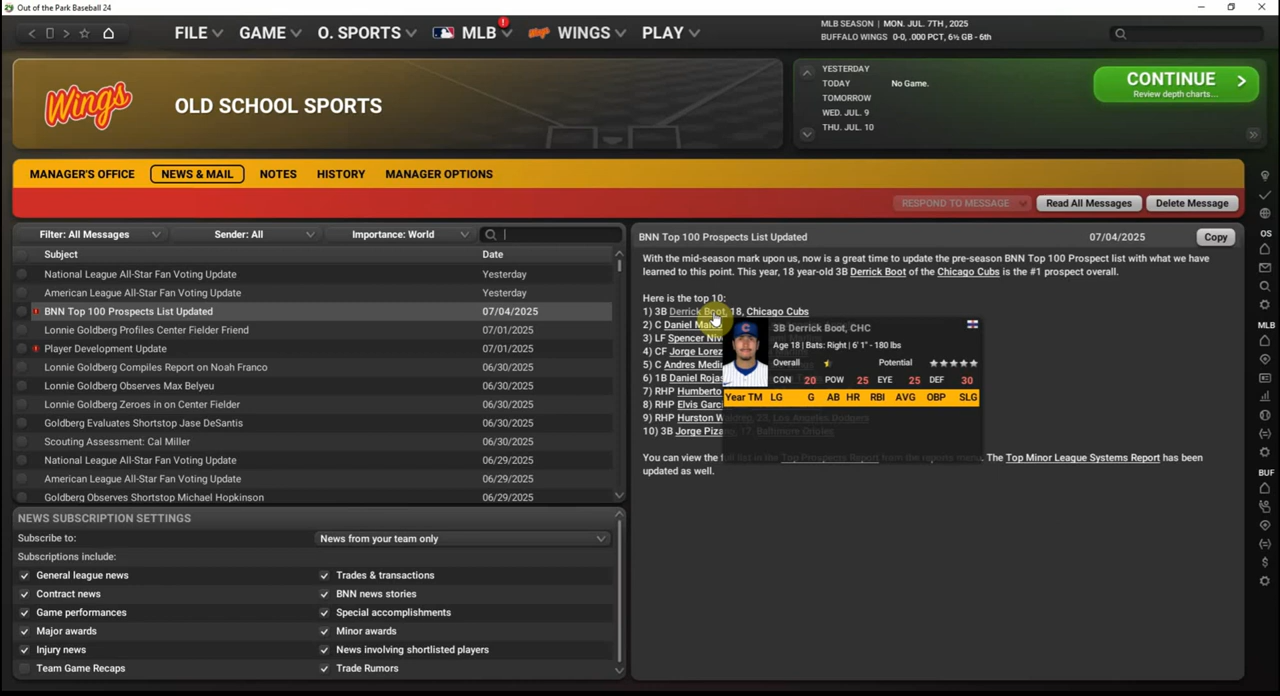 Out of the Park Baseball 24
FILE GAME O. SPORTS MLB WINGS PLAY
MLB SEASON | MON. JUL. 7TH, 2025
BUFFALO WINGS 0-0, .000 PCT, 6½ GB - 6th
Wings
OLD SCHOOL SPORTS
YESTERDAY
TODAY No Game.
TOMORROW
WED. JUL. 9
THU. JUL. 10
CONTINUE
Review depth charts...
MANAGER'S OFFICE NEWS & MAIL NOTES HISTORY MANAGER OPTIONS
RESPOND TO MESSAGE Read All Messages Delete Message
Filter: All Messages Sender: All Importance: World
Subject Date
National League All-Star Fan Voting Update Yesterday
American League All-Star Fan Voting Update Yesterday
BNN Top 100 Prospects List Updated 07/04/2025
Lonnie Goldberg Profiles Center Fielder Friend 07/01/2025
Player Development Update 07/01/2025
Lonnie Goldberg Compiles Report on Noah Franco 06/30/2025
Lonnie Goldberg Observes Max Belyeu 06/30/2025
Lonnie Goldberg Zeroes in on Center Fielder 06/30/2025
Goldberg Evaluates Shortstop Jase DeSantis 06/30/2025
Scouting Assessment: Cal Miller 06/30/2025
National League All-Star Fan Voting Update 06/29/2025
American League All-Star Fan Voting Update 06/29/2025
Goldberg Observes Shortstop Michael Hopkinson 06/29/2025
NEWS SUBSCRIPTION SETTINGS
Subscribe to: News from your team only
Subscriptions include:
General league news Trades & transactions
Contract news BNN news stories
Game performances Special accomplishments
Major awards Minor awards
Injury news News involving shortlisted players
Team Game Recaps Trade Rumors
BNN Top 100 Prospects List Updated 07/04/2025 Copy
With the mid-season mark upon us, now is a great time to update the pre-season BNN Top 100 Prospect list with what we have
learned to this point. This year, 18 year-old 3B Derrick Boot of the Chicago Cubs is the #1 prospect overall.
Here is the top 10:
1) 3B Derrick Boot, 18, Chicago Cubs
2) C Daniel
3) LF Spencer
4) CF Jorge
5) C Andres
6) 1B Daniel Rojas
7) RHP Humberto
8) RHP Elvis
9) RHP Hurston Los Angeles Dodgers
10) 3B Jorge 17, Baltimore Orioles
You can view the full list in the Top Prospects Report from the reports menu. The Top Minor League Systems Report has been
updated as well.
3B Derrick Boot, CHC
Age 18 | Bats: Right | 6' 1" - 180 lbs
Overall Potential
CON 20 POW 25 EYE 25 DEF 30
Year TM LG G AB HR RBI AVG OBP SLG
OS
MLB
BUF